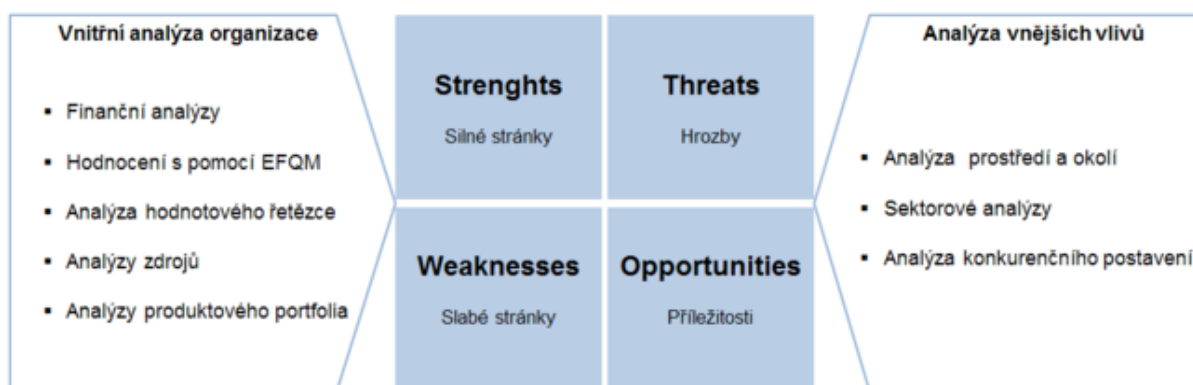 Vnitřní analýza organizace
▪ Finanční analýzy
▪ Hodnocení s pomocí EFQM
▪ Analýza hodnotového řetězce
▪ Analýzy zdrojů
▪ Analýzy produktového portfolia
Strenghts
Silné stránky
Threats
Hrozby
Weaknesses
Slabé stránky
Opportunities
Příležitosti
Analýza vnějších vlivů
▪ Analýza prostředí a okolí
▪ Sektorové analýzy
▪ Analýza konkurenčního postavení